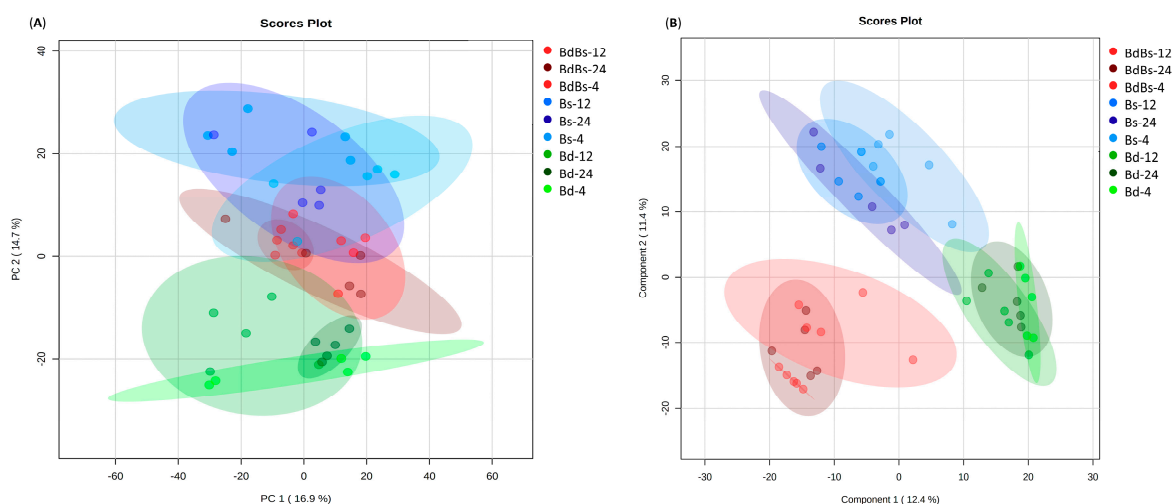 (A)
Scores Plot
40
20
0
-20
-60
-40
-20
0
20
40
60
PC 2 ( 14.7 %)
PC 1 ( 16.9 %)
BdBs-12
BdBs-24
BdBs-4
Bs-12
Bs-24
Bs-4
Bd-12
Bd-24
Bd-4
(B)
Scores Plot
30
20
10
0
-10
-20
-30
-20
-10
0
10
20
30
Component 2 ( 11.4 %)
Component 1 ( 12.4 %)
BdBs-12
BdBs-24
BdBs-4
Bs-12
Bs-24
Bs-4
Bd-12
Bd-24
Bd-4